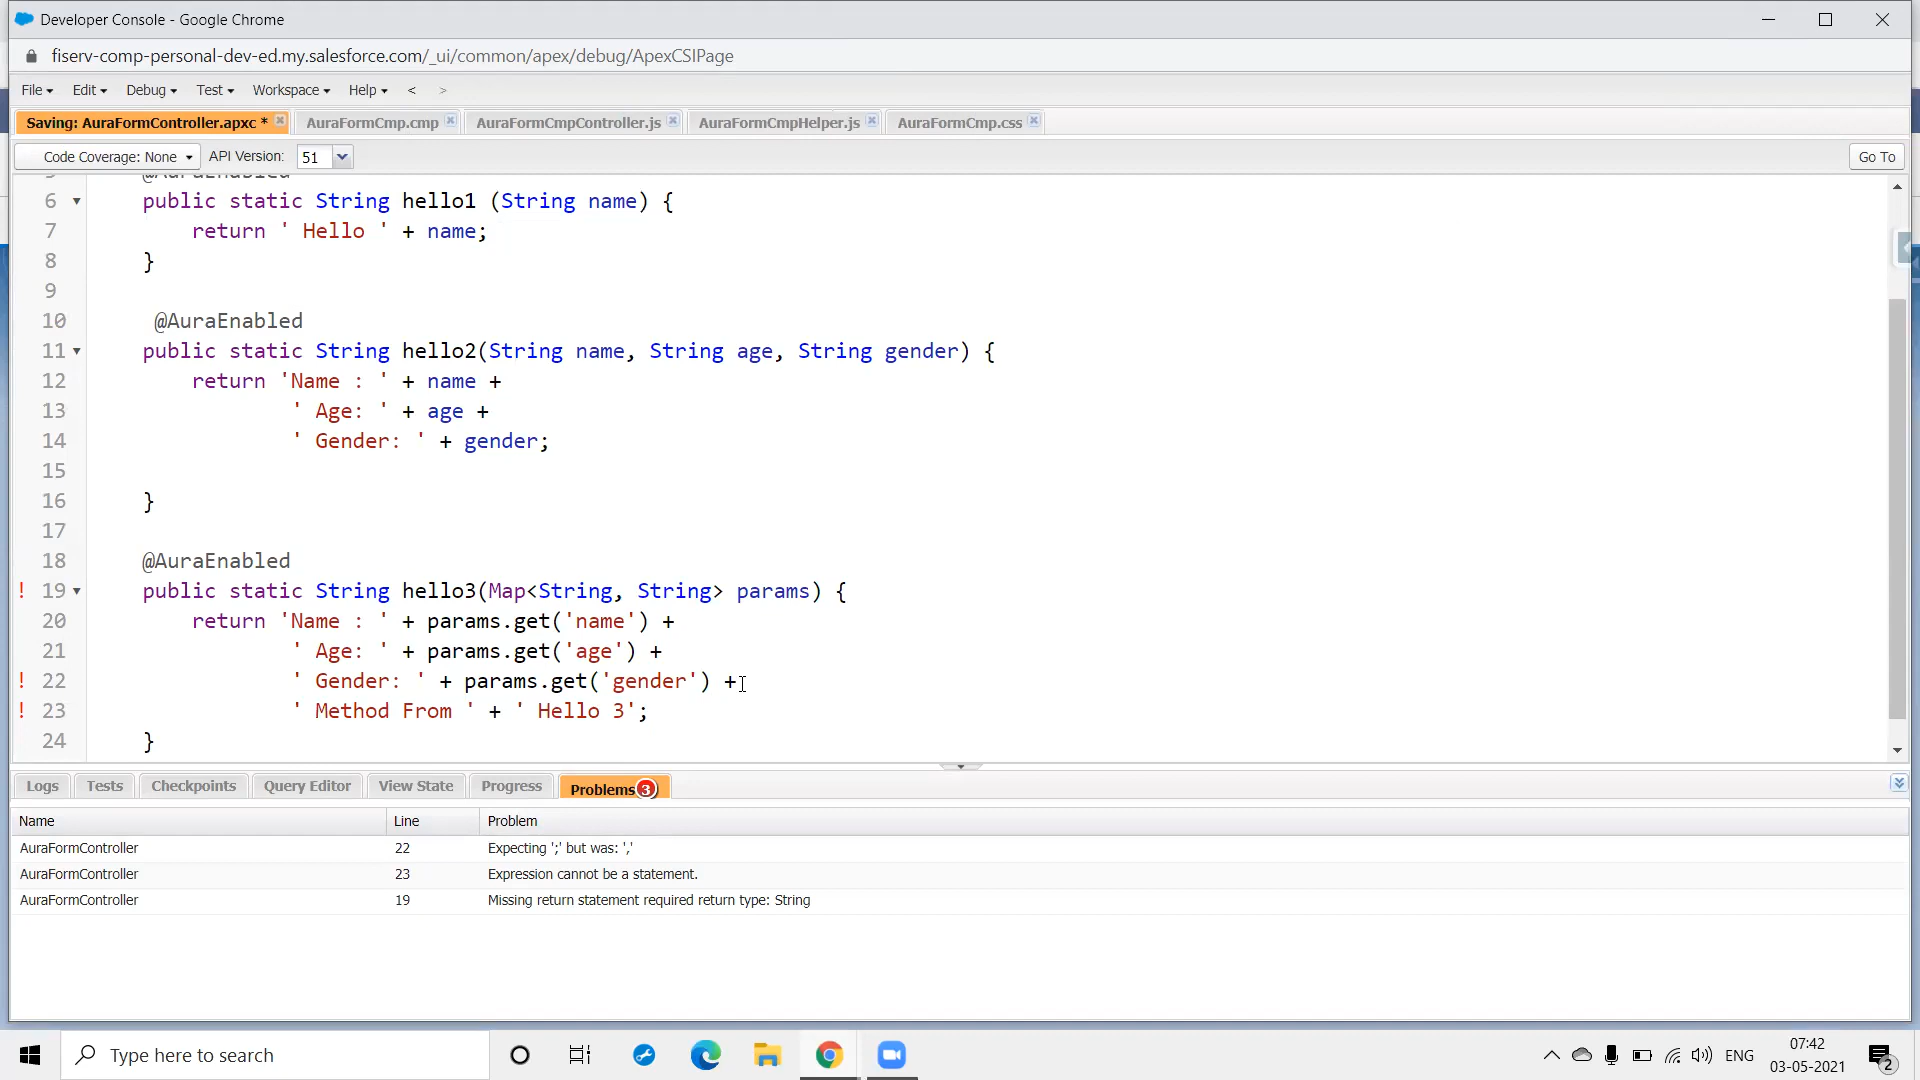 Developer Console - Google Chrome
fiserv-comp-personal-dev-ed.my.salesforce.com/_ui/common/apex/debug/ApexCSIPage
File Edit Debug Test Workspace Help < >
Saving: AuraFormController.apxc * AuraFormCmp.cmp AuraFormCmpController.js AuraFormCmpHelper.js AuraFormCmp.css
Code Coverage: None API Version: 51 Go To
5 @AuraEnabled
6 public static String hello1 (String name) {
7 return ' Hello ' + name;
8 }
9
10 @AuraEnabled
11 public static String hello2(String name, String age, String gender) {
12 return 'Name : ' + name +
13 ' Age: ' + age +
14 ' Gender: ' + gender;
15
16 }
17
18 @AuraEnabled
! 19 public static String hello3(Map<String, String> params) {
20 return 'Name : ' + params.get('name') +
21 ' Age: ' + params.get('age') +
! 22 ' Gender: ' + params.get('gender') +
! 23 ' Method From ' + ' Hello 3';
24 }
Logs Tests Checkpoints Query Editor View State Progress Problems 3
Name Line Problem
AuraFormController 22 Expecting ';' but was: ','
AuraFormController 23 Expression cannot be a statement.
AuraFormController 19 Missing return statement required return type: String
Type here to search
ENG
07:42
03-05-2021
2